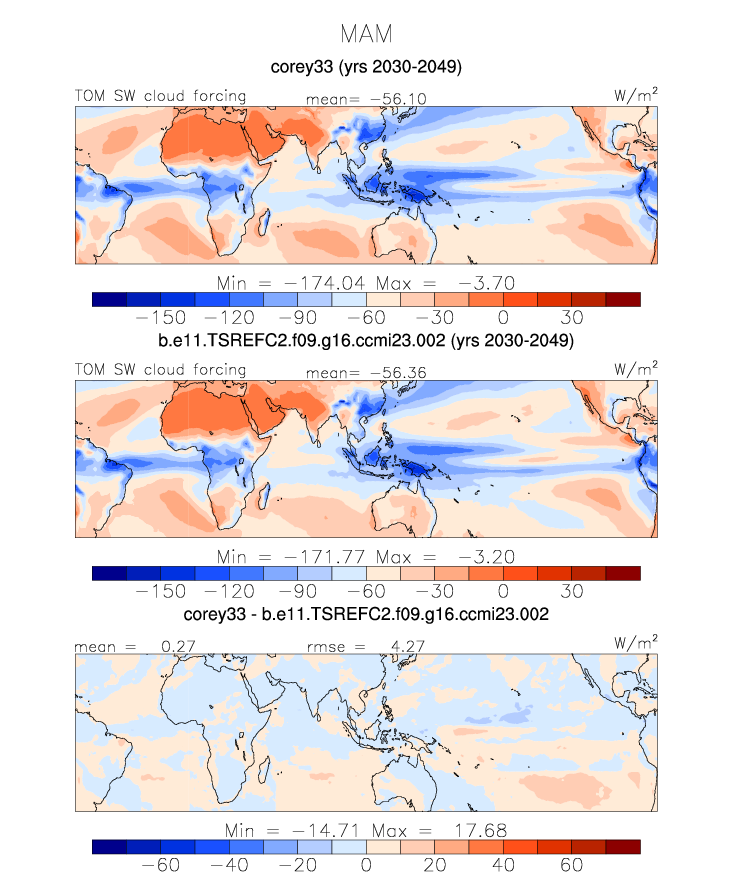 MAM
corey33 (yrs 2030-2049)
TOM SW cloud forcing mean= −56.10 W/m²
Min = −174.04 Max = −3.70
−150 −120 −90 −60 −30 0 30
b.e11.TSREFC2.f09.g16.ccmi23.002 (yrs 2030-2049)
TOM SW cloud forcing mean= −56.36 W/m²
Min = −171.77 Max = −3.20
−150 −120 −90 −60 −30 0 30
corey33 - b.e11.TSREFC2.f09.g16.ccmi23.002
mean = 0.27 rmse = 4.27 W/m²
Min = −14.71 Max = 17.68
−60 −40 −20 0 20 40 60